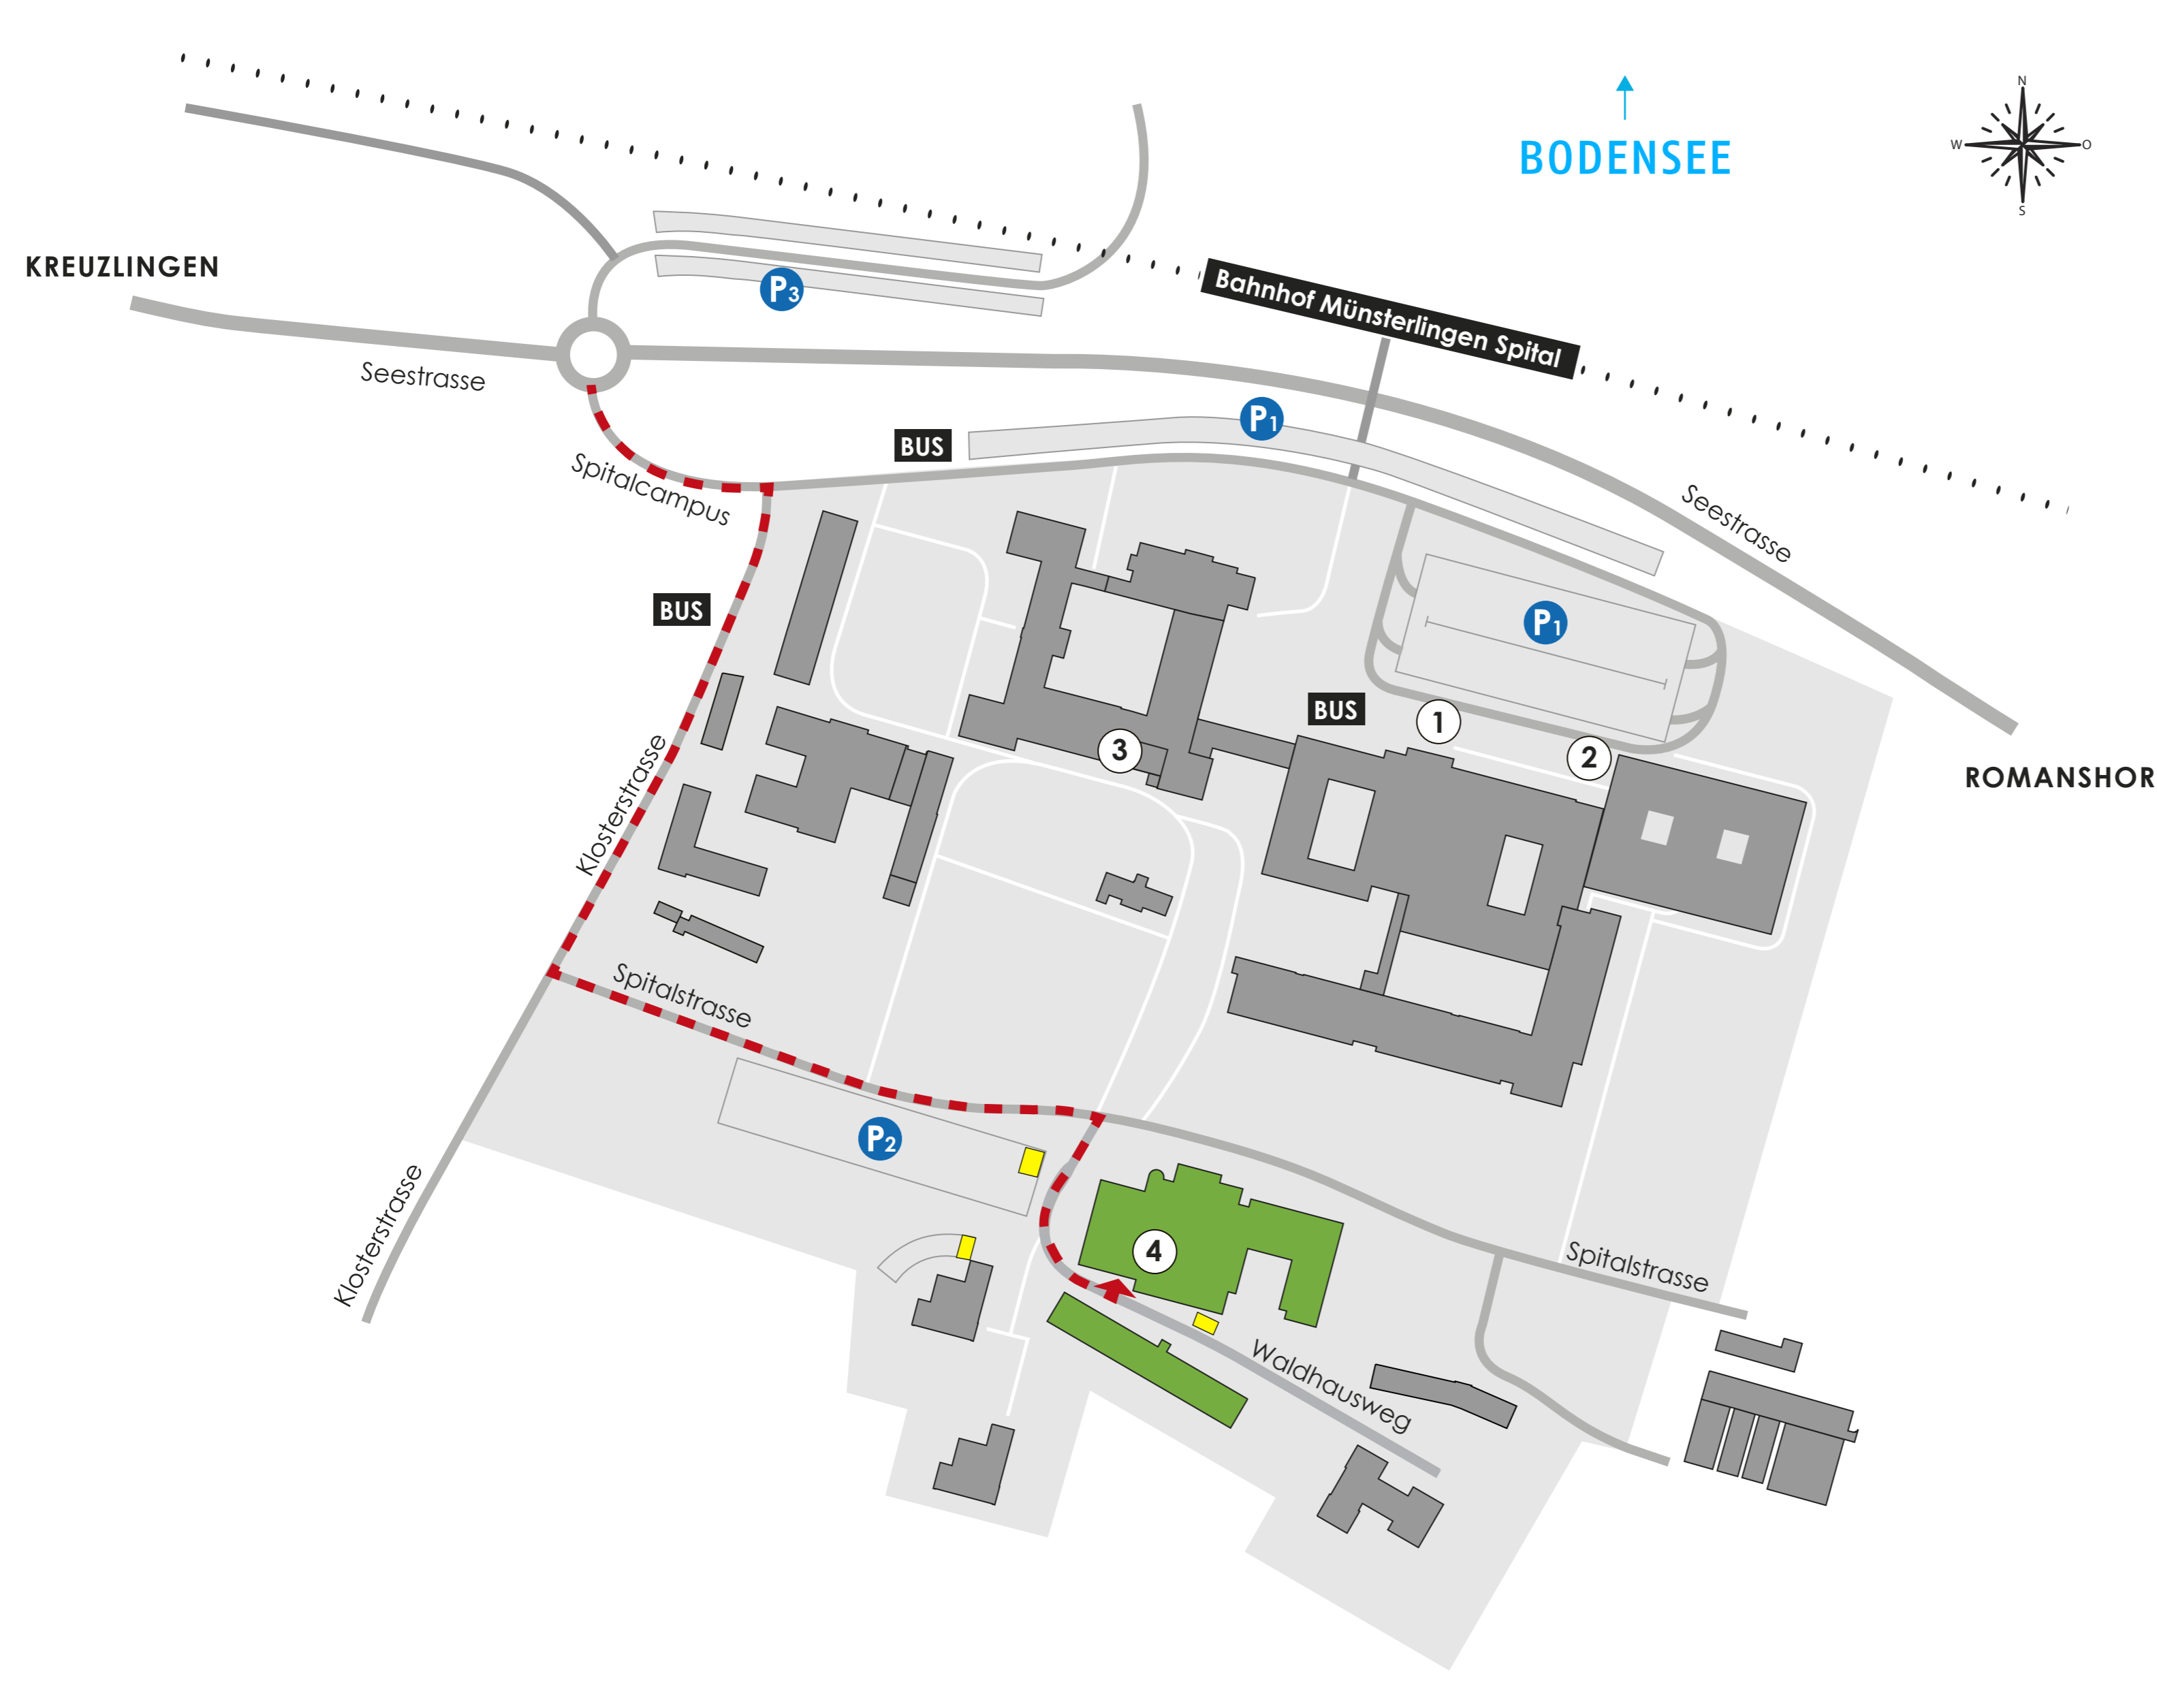 N
BODENSEE
W
O
S
KREUZLINGEN
P3
Bahnhof Münsterlingen Spital
Seestrasse
P1
BUS
Spitalcampus
Seestrasse
BUS
P1
BUS
1
2
3
ROMANSHOR
Klosterstrasse
Spitalstrasse
P2
Klosterstrasse
4
Spitalstrasse
Waldhausweg